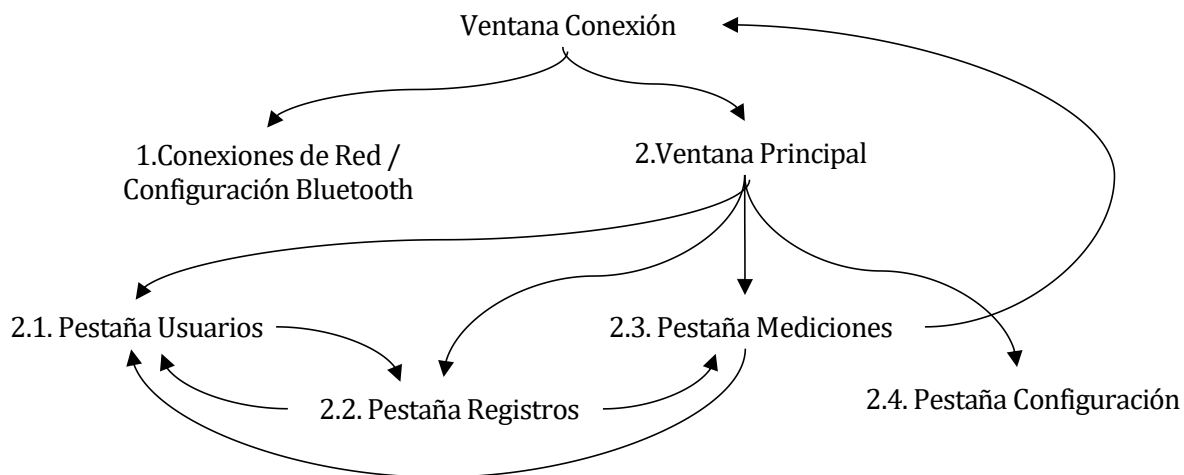 Ventana Conexión
1.Conexiones de Red /
Configuración Bluetooth
2.Ventana Principal
2.1. Pestaña Usuarios
2.3. Pestaña Mediciones
2.2. Pestaña Registros
2.4. Pestaña Configuración